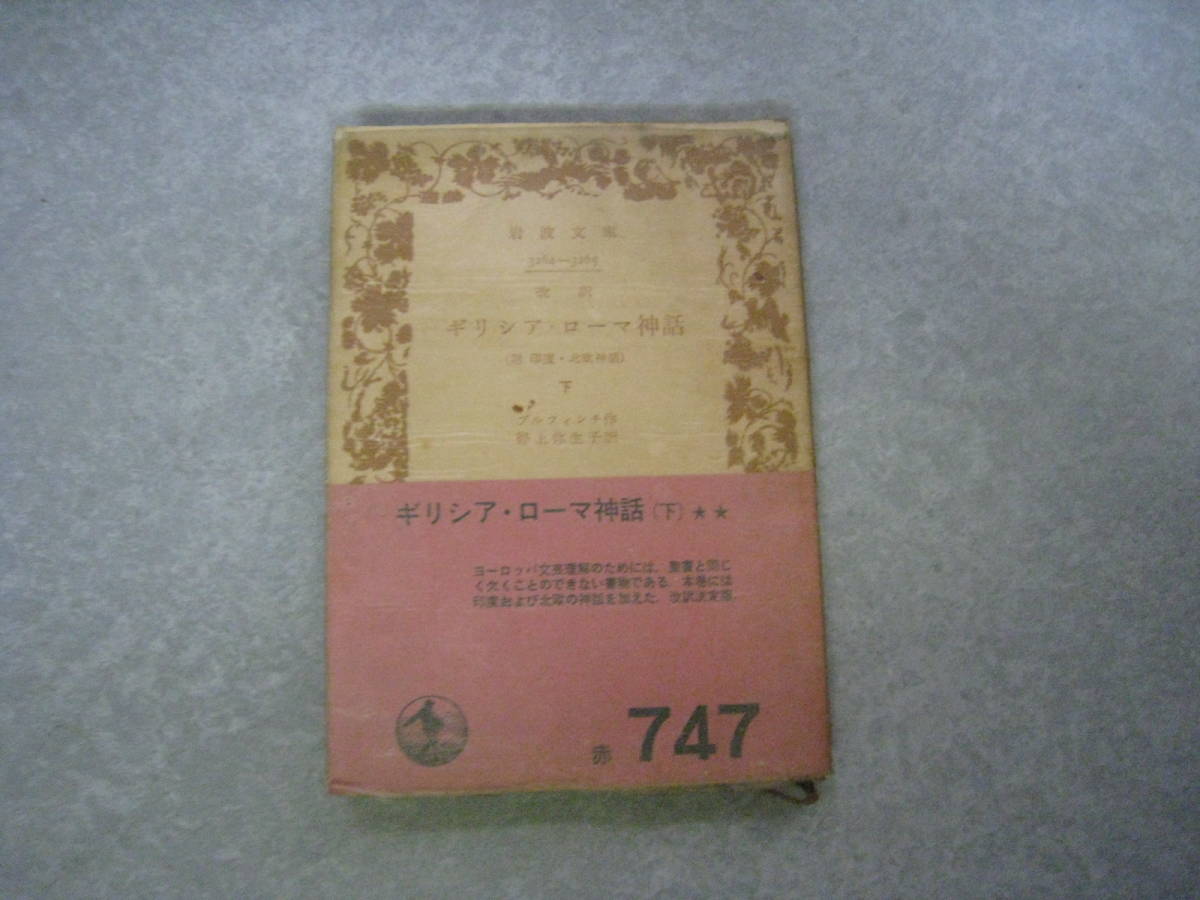 岩波文庫
3264—3265
改訳
ギリシア・ローマ神話
(附 印度・北欧神話)
下
ブルフィンチ作
野上弥生子訳
ギリシア・ローマ神話(下)★★
ヨーロッパ文芸理解のためには、聖書と同じ
く欠くことのできない書物である。本巻には
印度および北欧の神話を加えた。改訳決定版
赤 747